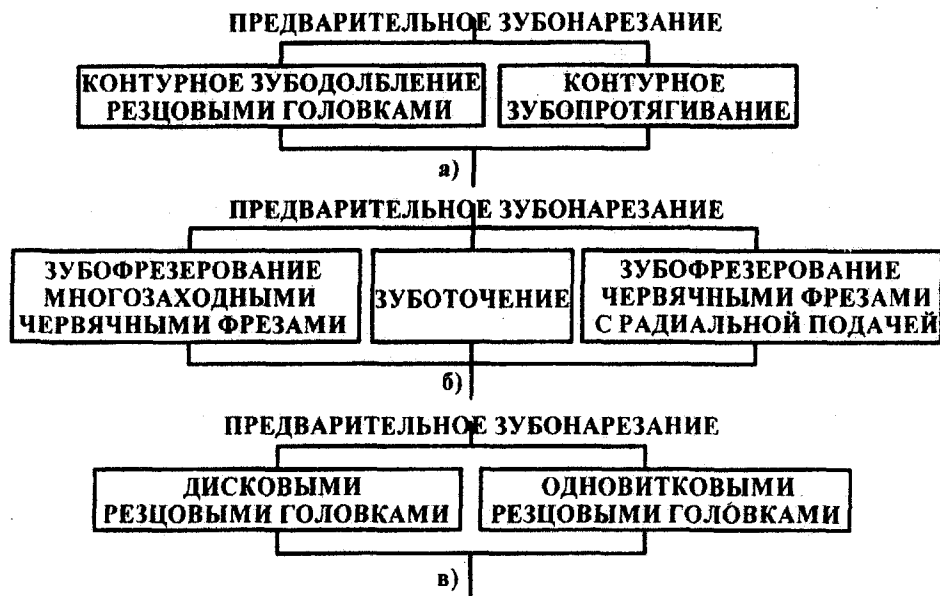 ПРЕДВАРИТЕЛЬНОЕ ЗУБОНАРЕЗАНИЕ
КОНТУРНОЕ ЗУБОДОЛБЛЕНИЕ
РЕЗЦОВЫМИ ГОЛОВКАМИ
КОНТУРНОЕ
ЗУБОПРОТЯГИВАНИЕ
а)
ПРЕДВАРИТЕЛЬНОЕ ЗУБОНАРЕЗАНИЕ
ЗУБОФРЕЗЕРОВАНИЕ
МНОГОЗАХОДНЫМИ
ЧЕРВЯЧНЫМИ ФРЕЗАМИ
ЗУБОТОЧЕНИЕ
ЗУБОФРЕЗЕРОВАНИЕ
ЧЕРВЯЧНЫМИ ФРЕЗАМИ
С РАДИАЛЬНОЙ ПОДАЧЕЙ
б)
ПРЕДВАРИТЕЛЬНОЕ ЗУБОНАРЕЗАНИЕ
ДИСКОВЫМИ
РЕЗЦОВЫМИ ГОЛОВКАМИ
ОДНОВИТКОВЫМИ
РЕЗЦОВЫМИ ГОЛОВКАМИ
в)